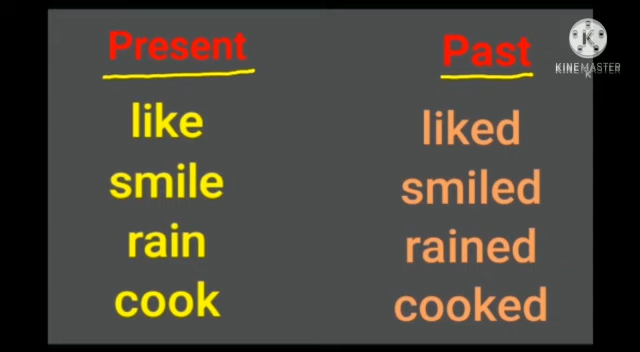 Present Past
like liked
smile smiled
rain rained
cook cooked
KINEMASTER